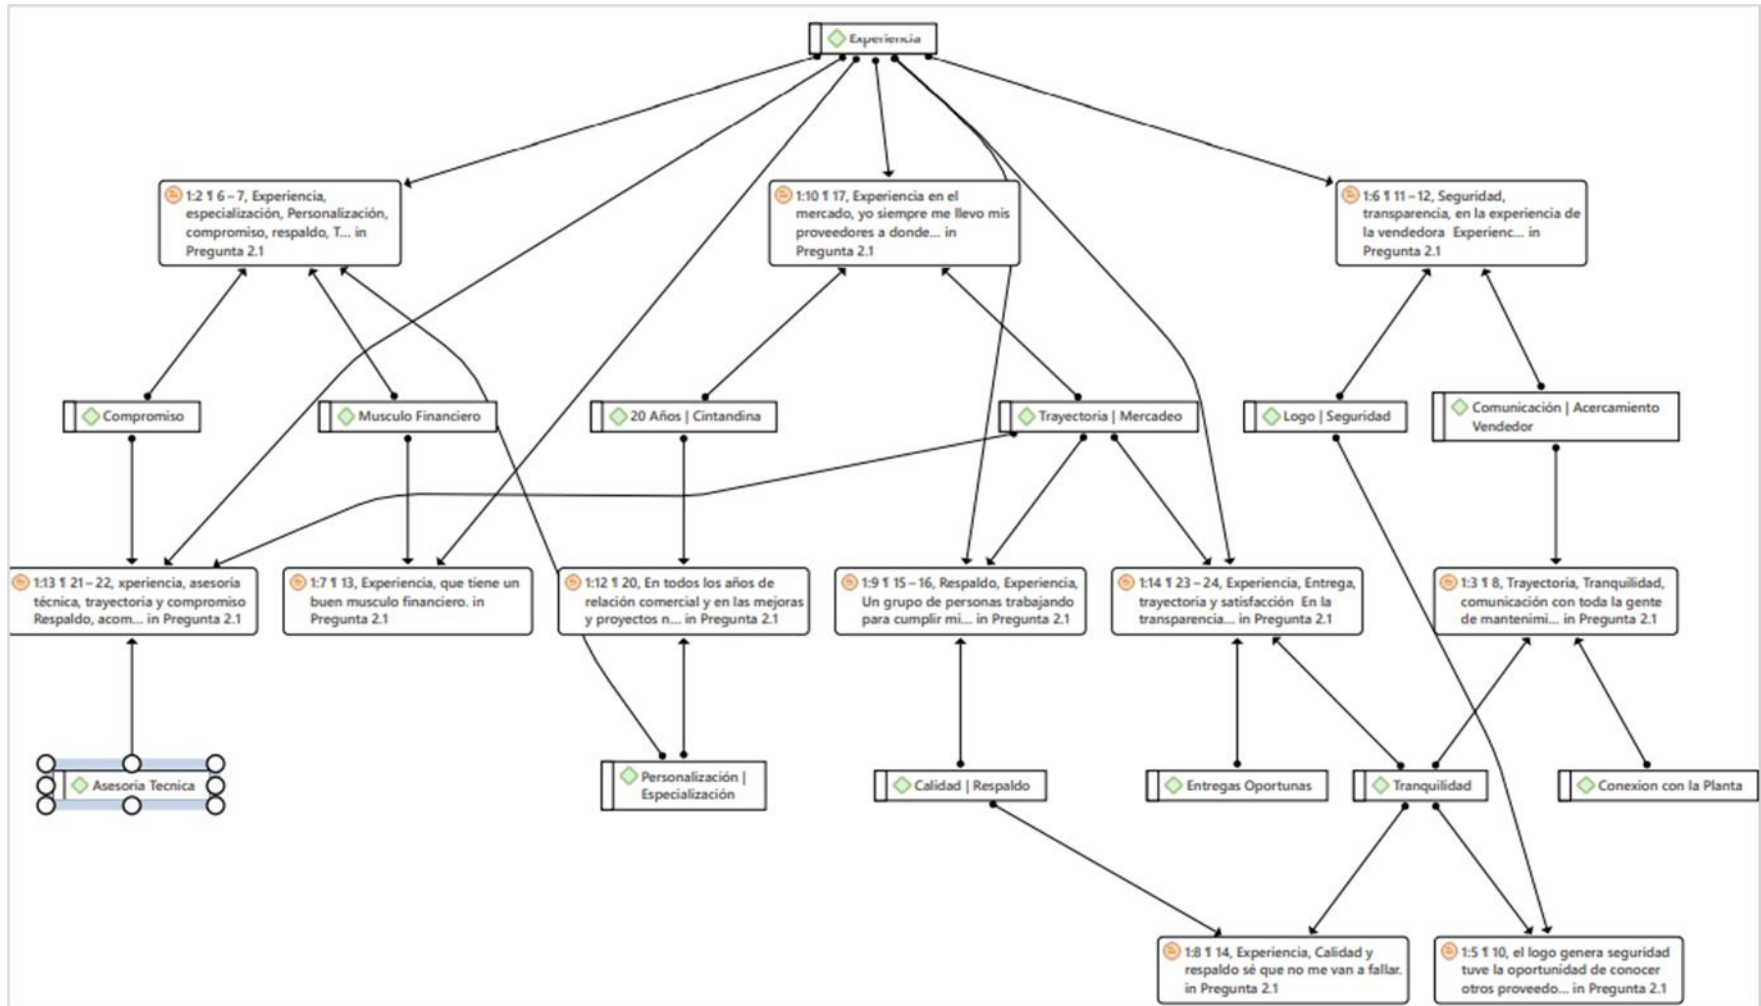 Experiencia
1:2 ¶ 6 – 7, Experiencia,
especialización, Personalización,
compromiso, respaldo, T... in
Pregunta 2.1
1:10 ¶ 17, Experiencia en el
mercado, yo siempre me llevo mis
proveedores a donde... in
Pregunta 2.1
1:6 ¶ 11 – 12, Seguridad,
transparencia, en la experiencia de
la vendedora Experienc... in
Pregunta 2.1
Compromiso
Musculo Financiero
20 Años | Cintandina
Trayectoria | Mercadeo
Logo | Seguridad
Comunicación | Acercamiento
Vendedor
1:13 ¶ 21 – 22, xperiencia, asesoria
técnica, trayectoria y compromiso
Respaldo, acom... in Pregunta 2.1
1:7 ¶ 13, Experiencia, que tiene un
buen musculo financiero. in
Pregunta 2.1
1:12 ¶ 20, En todos los años de
relación comercial y en las mejoras
y proyectos n... in Pregunta 2.1
1:9 ¶ 15 – 16, Respaldo, Experiencia,
Un grupo de personas trabajando
para cumplir mi... in Pregunta 2.1
1:14 ¶ 23 – 24, Experiencia, Entrega,
trayectoria y satisfacción En la
transparencia... in Pregunta 2.1
1:3 ¶ 8, Trayectoria, Tranquilidad,
comunicación con toda la gente
de mantenimi... in Pregunta 2.1
Asesoria Tecnica
Personalización |
Especialización
Calidad | Respaldo
Entregas Oportunas
Tranquilidad
Conexion con la Planta
1:8 ¶ 14, Experiencia, Calidad y
respaldo sé que no me van a fallar.
in Pregunta 2.1
1:5 ¶ 10, el logo genera seguridad
tuve la oportunidad de conocer
otros proveedo... in Pregunta 2.1